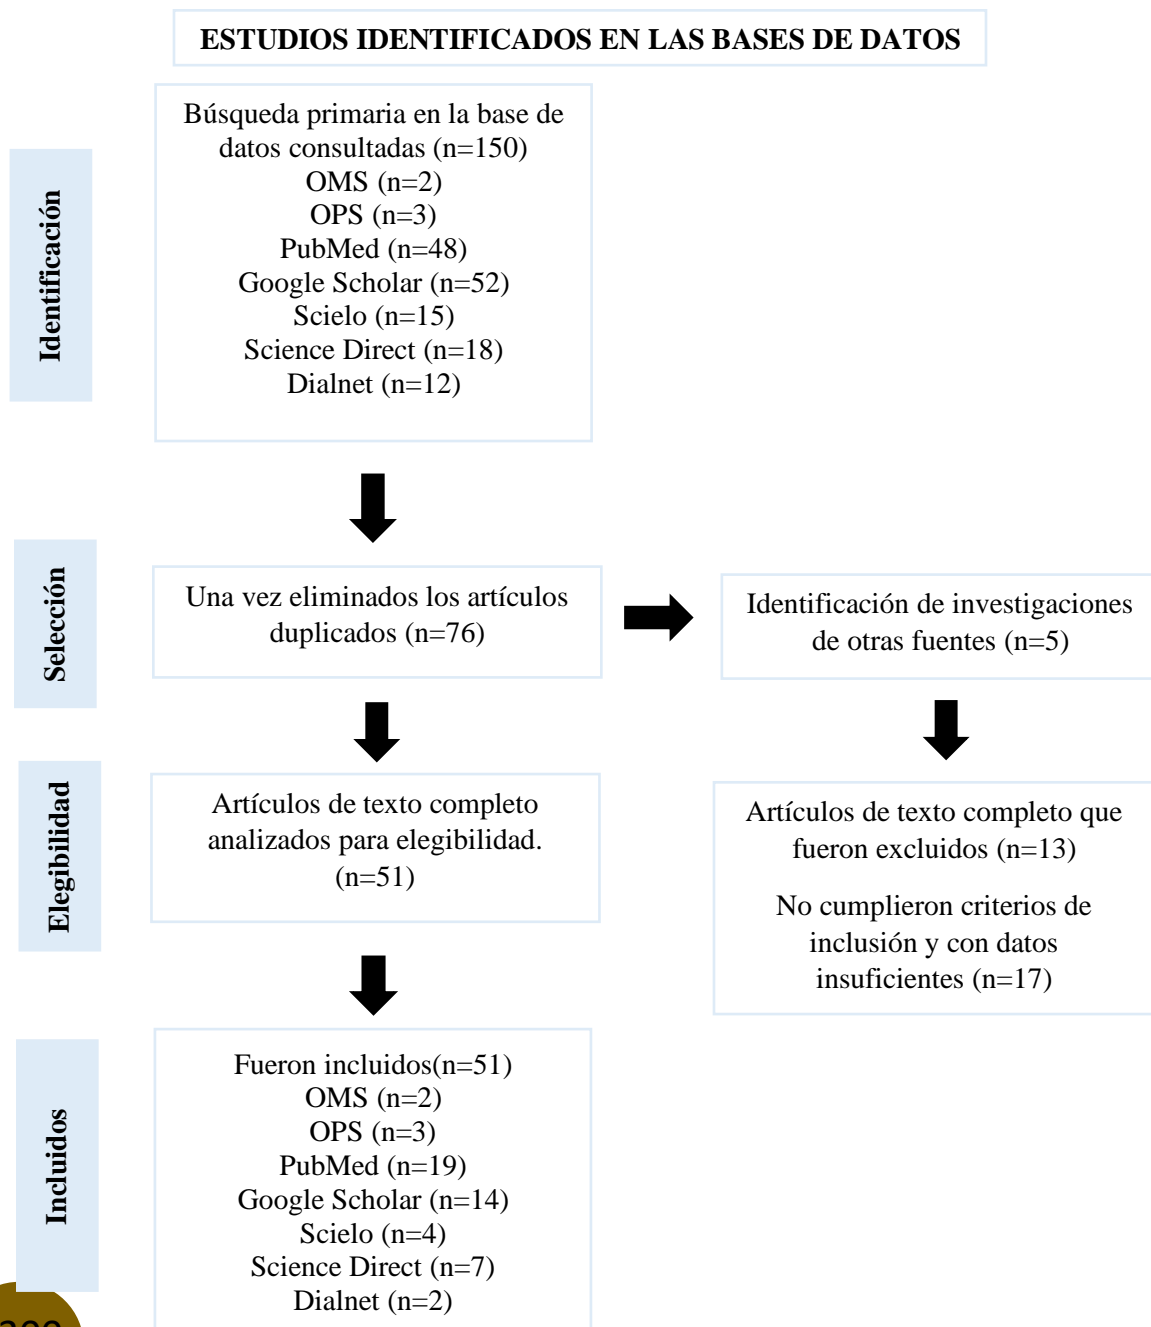 ESTUDIOS IDENTIFICADOS EN LAS BASES DE DATOS
Identificación
Búsqueda primaria en la base de
datos consultadas (n=150)
OMS (n=2)
OPS (n=3)
PubMed (n=48)
Google Scholar (n=52)
Scielo (n=15)
Science Direct (n=18)
Dialnet (n=12)
Selección
Una vez eliminados los artículos
duplicados (n=76)
Identificación de investigaciones
de otras fuentes (n=5)
Elegibilidad
Artículos de texto completo
analizados para elegibilidad.
(n=51)
Artículos de texto completo que
fueron excluidos (n=13)
No cumplieron criterios de
inclusión y con datos
insuficientes (n=17)
Incluidos
Fueron incluidos(n=51)
OMS (n=2)
OPS (n=3)
PubMed (n=19)
Google Scholar (n=14)
Scielo (n=4)
Science Direct (n=7)
Dialnet (n=2)